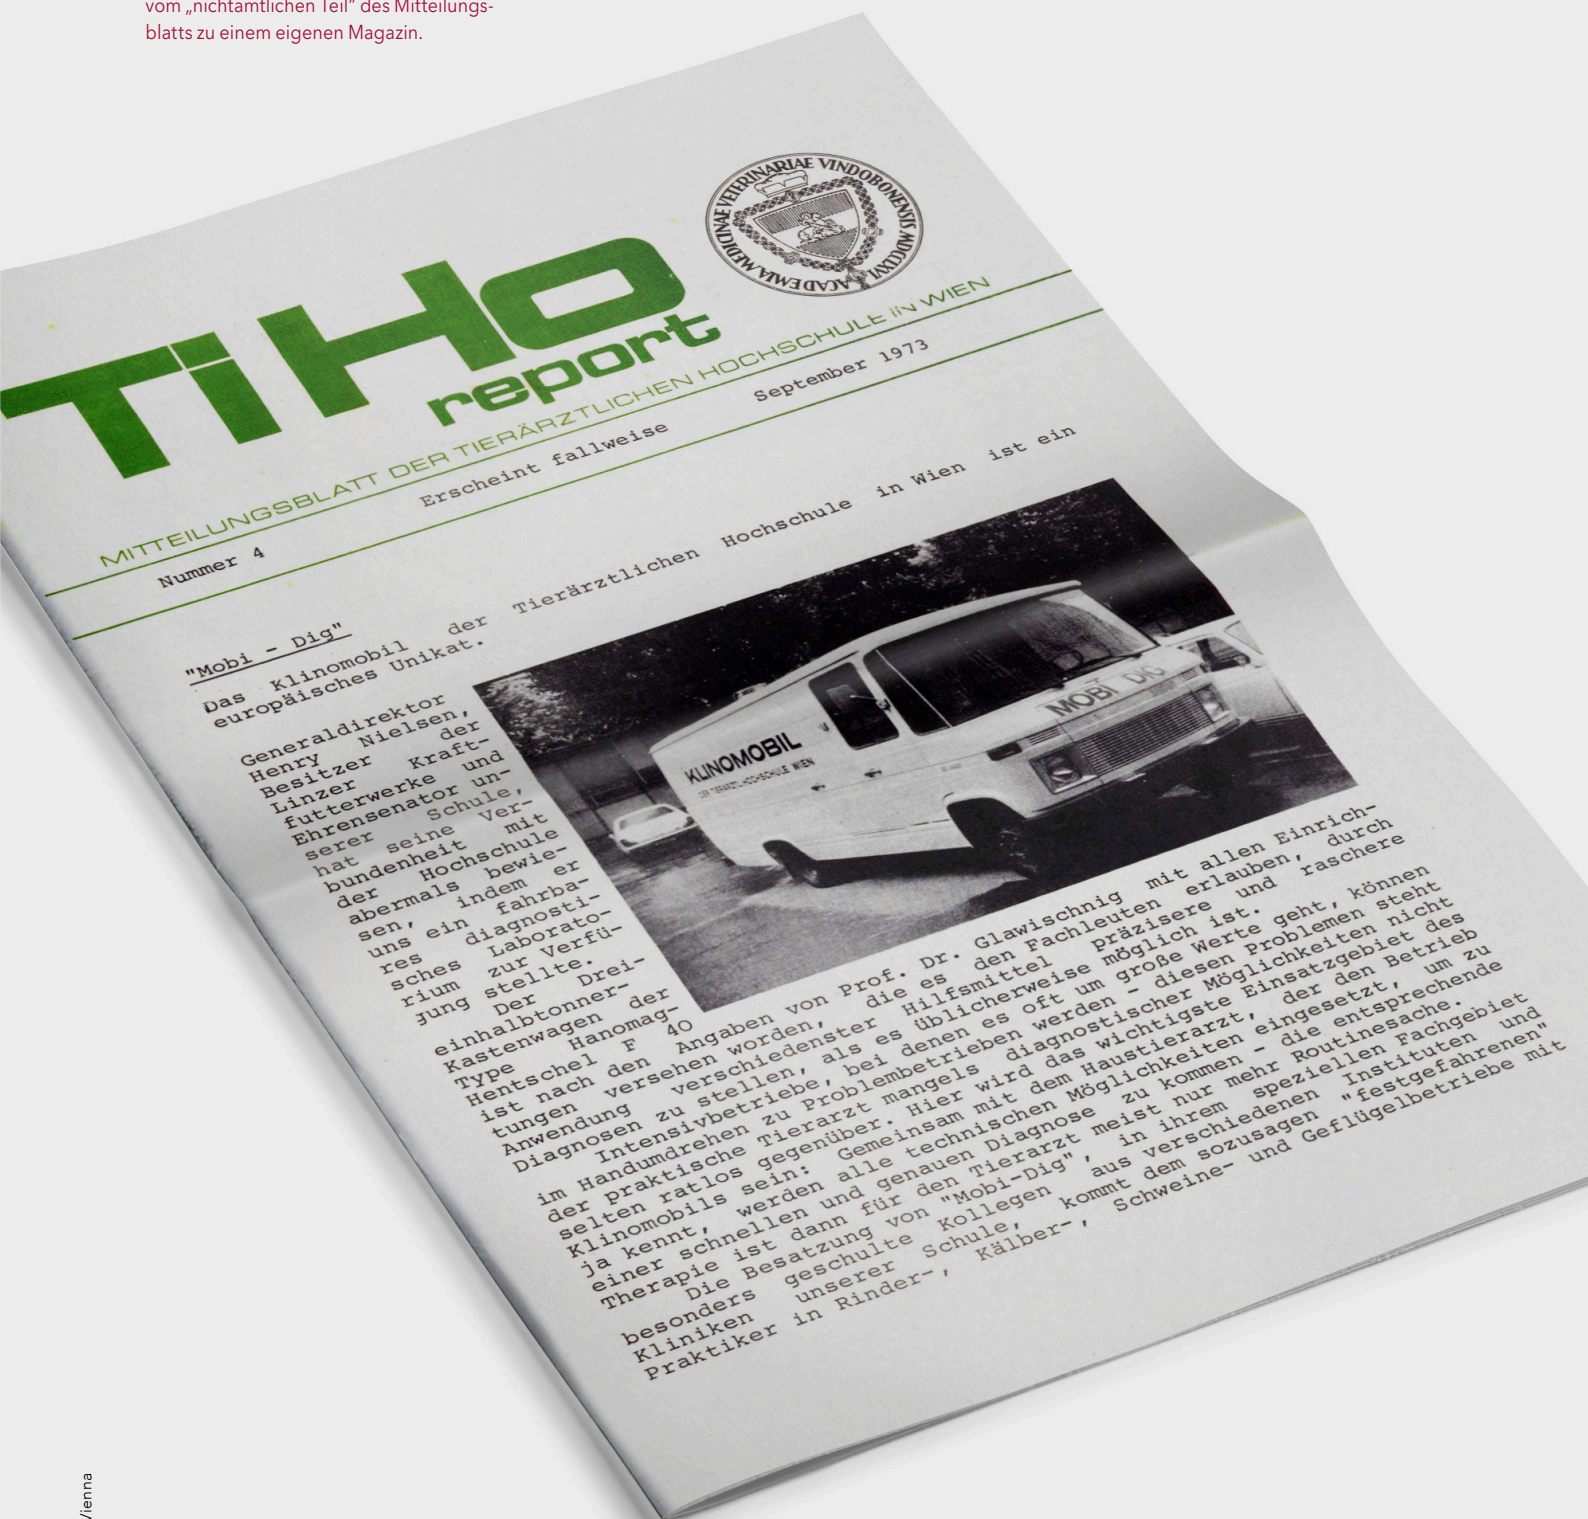 vom „nichtamtlichen Teil“ des Mitteilungs-
blatts zu einem eigenen Magazin.
ACADEMIA MEDICINAE VETERINARIAE VINDOBONENSIS MDCCLXVI
TiHo
report
MITTEILUNGSBLATT DER TIERÄRZTLICHEN HOCHSCHULE IN WIEN
Nummer 4 Erscheint fallweise September 1973
"Mobi - Dig"
Das Klinomobil der Tierärztlichen Hochschule in Wien ist ein
europäisches Unikat.
Generaldirektor
Henry Nielsen,
Besitzer der
Linzer Kraft-
futterwerke und
Ehrensenator un-
serer Schule,
hat seine Ver-
bundenheit mit
der Hochschule
abermals bewie-
sen, indem er
uns ein fahrba-
res diagnosti-
sches Laborato-
rium zur Verfü-
gung stellte.
Der Drei-
einhalbtonner-
Kastenwagen der
Type Hanomag-
Hentschel F 40
ist nach den Angaben von Prof. Dr. Glawischnig mit allen Einrich-
tungen versehen worden, die es den Fachleuten erlauben, durch
Anwendung verschiedenster Hilfsmittel präzisere und raschere
Diagnosen zu stellen, als es üblicherweise möglich ist.
Intensivbetriebe, bei denen es oft um große Werte geht, können
im Handumdrehen zu Problembetrieben werden - diesen Problemen steht
der praktische Tierarzt mangels diagnostischer Möglichkeiten nicht
selten ratlos gegenüber. Hier wird das wichtigste Einsatzgebiet des
Klinomobils sein: Gemeinsam mit dem Haustierarzt, der den Betrieb
ja kennt, werden alle technischen Möglichkeiten eingesetzt, um zu
einer schnellen und genauen Diagnose zu kommen - die entsprechende
Therapie ist dann für den Tierarzt meist nur mehr Routinesache.
Die Besatzung von "Mobi-Dig", in ihrem speziellen Fachgebiet
besonders geschulte Kollegen aus verschiedenen Instituten und
Kliniken unserer Schule, kommt dem sozusagen "festgefahrenen"
Praktiker in Rinder-, Kälber-, Schweine- und Geflügelbetriebe mit
MOBI DIG
KLINOMOBIL
DER TIERÄRZTL. HOCHSCHULE WIEN
Vienna